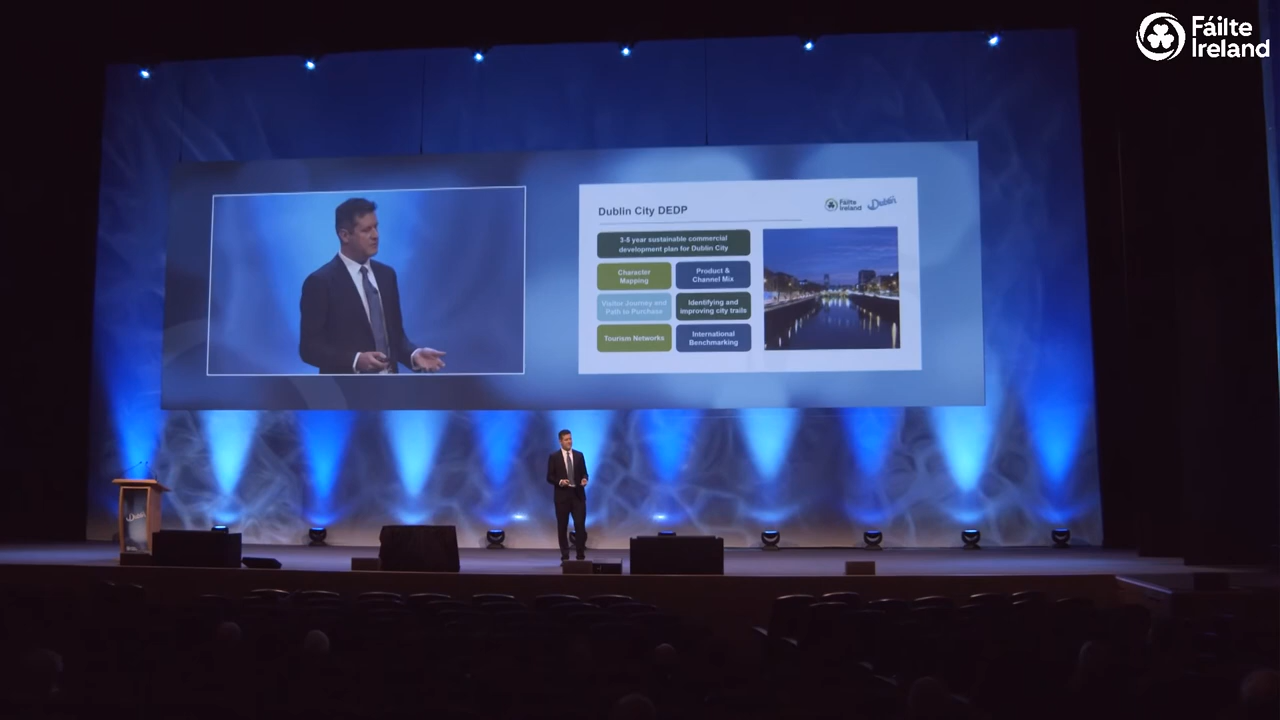 Fáilte
Ireland
Dublin City DEDP
Fáilte
Ireland
Dublin
3-5 year sustainable commercial
development plan for Dublin City
Character
Mapping
Product &
Channel Mix
Visitor Journey and
Path to Purchase
Identifying and
improving city trails
Tourism Networks
International
Benchmarking
Dublin